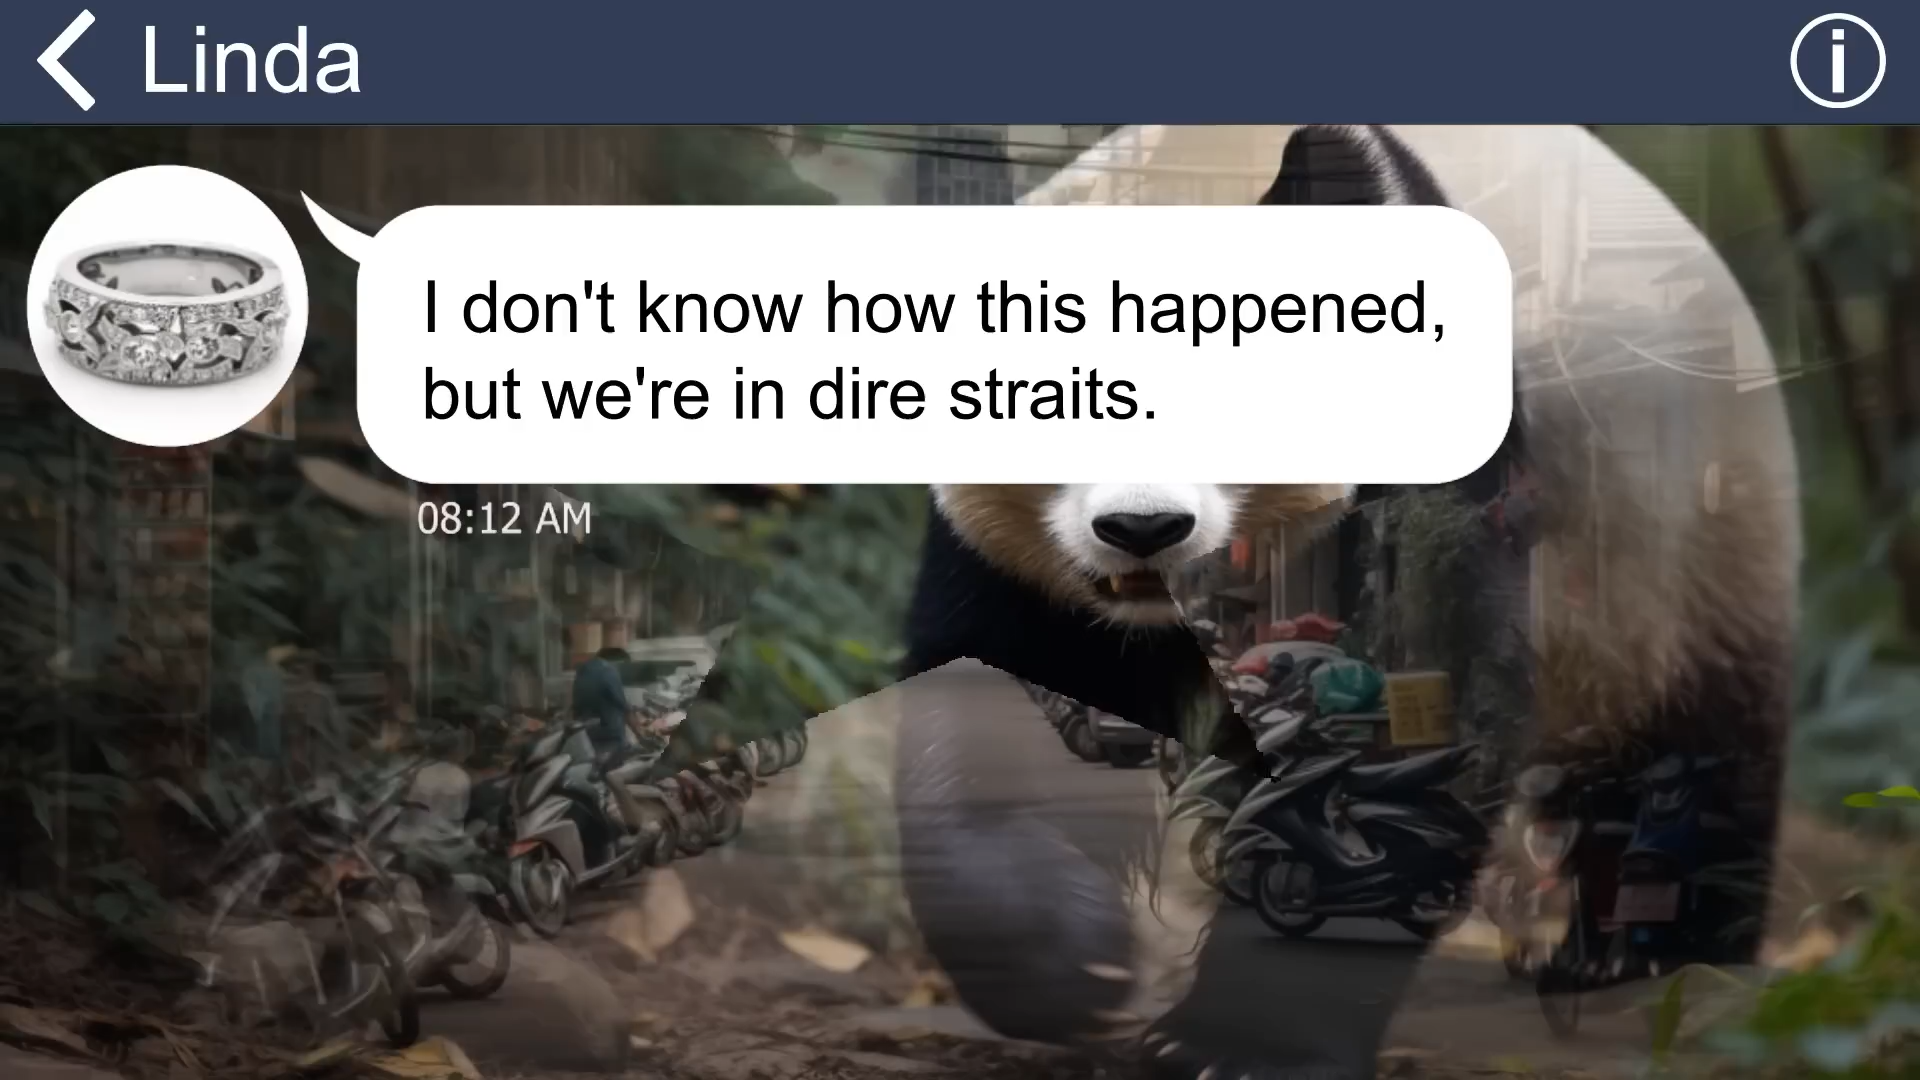 Linda
I don't know how this happened,
but we're in dire straits.
08:12 AM